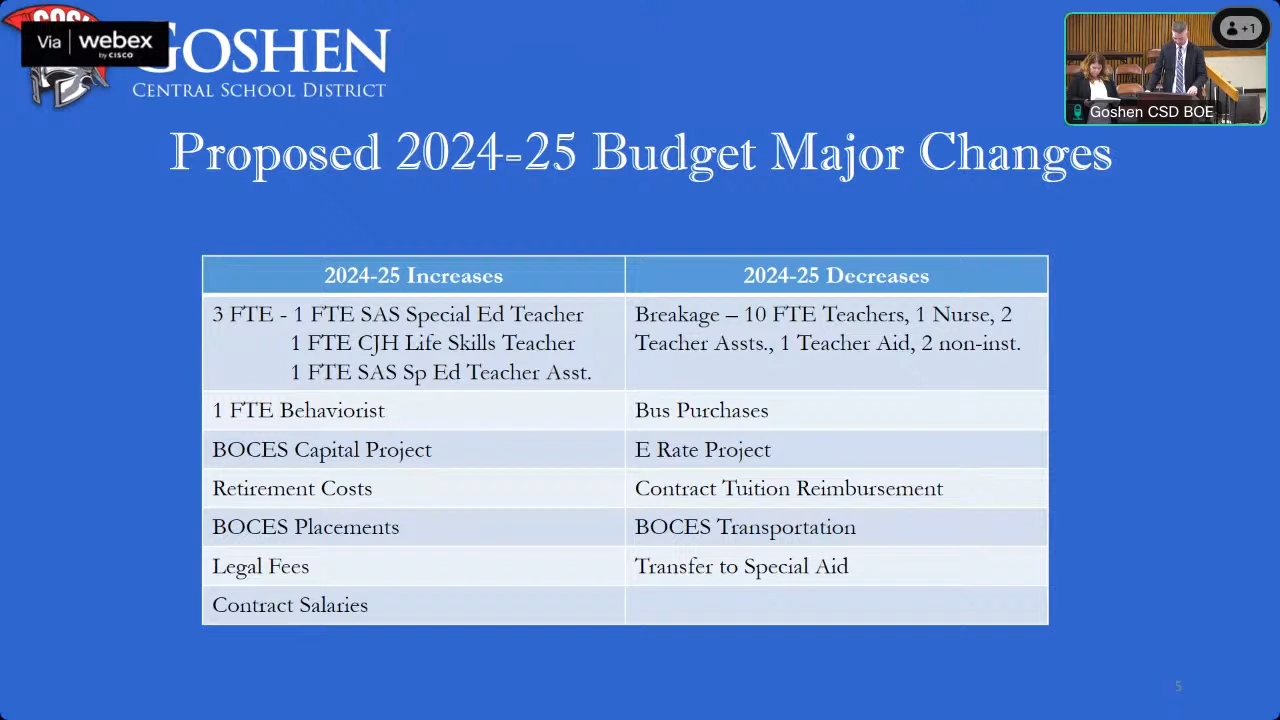 Via | webex
by CISCO
GOSHEN
CENTRAL SCHOOL DISTRICT
+1
Goshen CSD BOE
Proposed 2024-25 Budget Major Changes
2024-25 Increases
2024-25 Decreases
3 FTE - 1 FTE SAS Special Ed Teacher
1 FTE CJH Life Skills Teacher
1 FTE SAS Sp Ed Teacher Asst.
Breakage – 10 FTE Teachers, 1 Nurse, 2
Teacher Assts., 1 Teacher Aid, 2 non-inst.
1 FTE Behaviorist
Bus Purchases
BOCES Capital Project
E Rate Project
Retirement Costs
Contract Tuition Reimbursement
BOCES Placements
BOCES Transportation
Legal Fees
Transfer to Special Aid
Contract Salaries
5